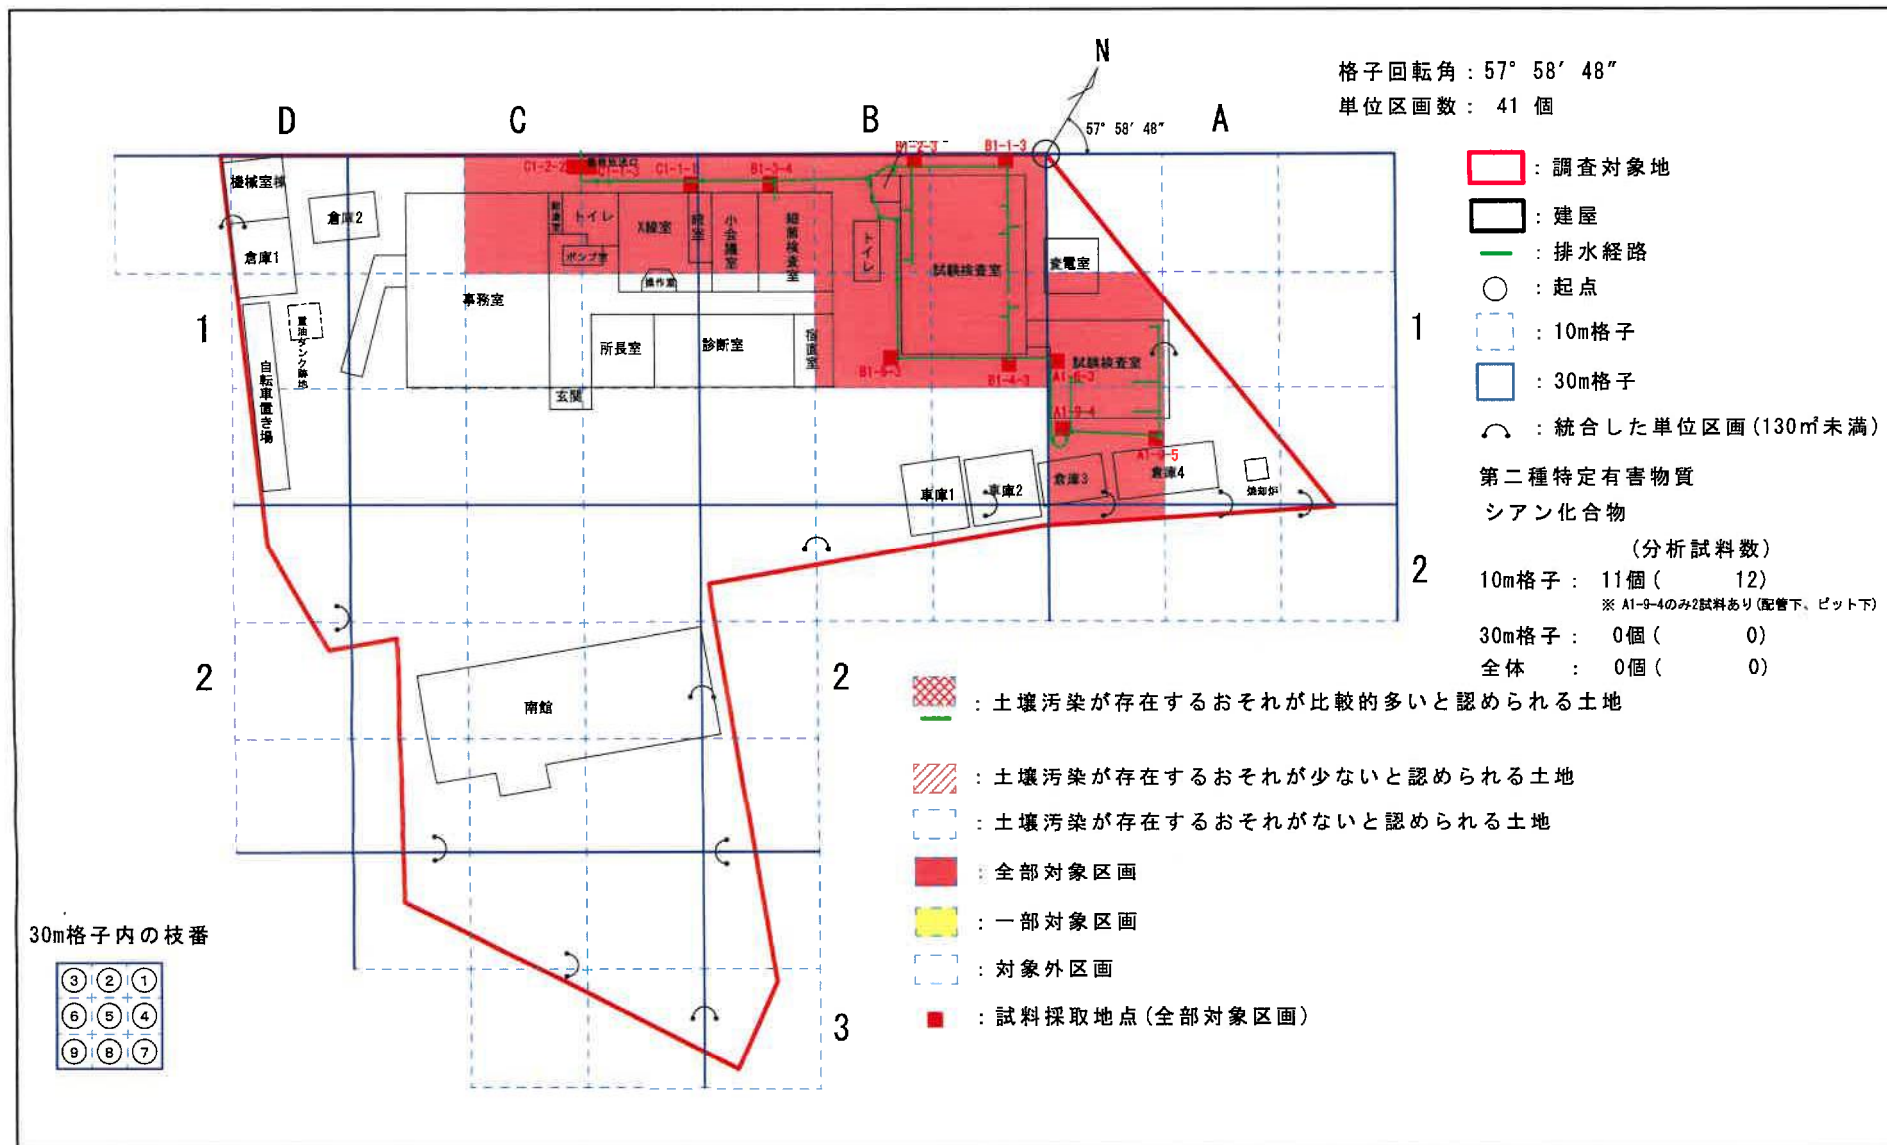 N
格子回転角：57° 58′ 48″
単位区画数： 41 個
57° 58′ 48″
D
C
B
A
：調査対象地
：建屋
：排水経路
：起点
：10m格子
：30m格子
：統合した単位区画(130㎡未満)
第二種特定有害物質
シアン化合物
(分析試料数)
10m格子： 11個( 12)
※ A1-9-4のみ2試料あり(配管下、ピット下)
30m格子： 0個( 0)
全体 ： 0個( 0)
B1-2-3
B1-1-3
C1-2-2
C1-1-3
C1-1-1
B1-3-4
機械室棟
倉庫2
倉庫1
トイレ
X線室
小会議室
細菌検査室
トイレ
試験検査室
変電室
ポンプ室
操作室
事務室
重油タンク跡地
1
1
所長室
診断室
宿直室
B1-6-3
B1-4-3
A1-6-3
試験検査室
自転車置き場
玄関
A1-9-4
A1-9-5
車庫1
車庫2
倉庫3
倉庫4
焼却炉
2
2
2
南館
：土壌汚染が存在するおそれが比較的多いと認められる土地
：土壌汚染が存在するおそれが少ないと認められる土地
：土壌汚染が存在するおそれがないと認められる土地
：全部対象区画
：一部対象区画
：対象外区画
：試料採取地点(全部対象区画)
3
30m格子内の枝番
③ ② ①
⑥ ⑤ ④
⑨ ⑧ ⑦